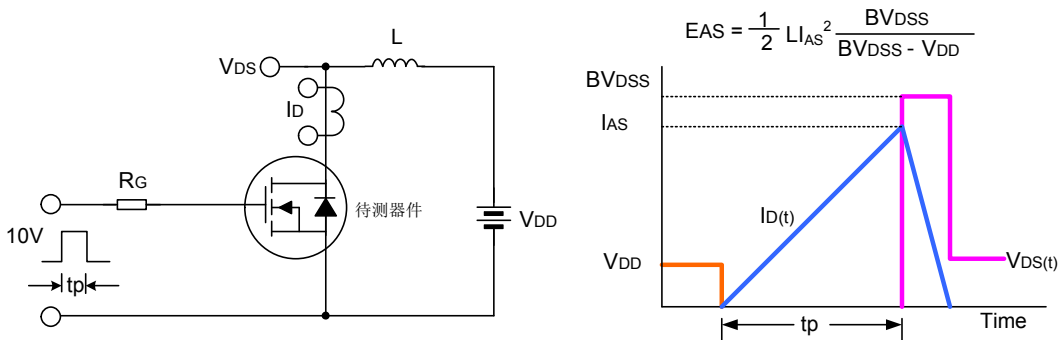 VDS
L
ID
RG
待测器件
10V
tp
VDD
EAS = 1/2 LIAS² BVDSS / (BVDSS - VDD)
BVDSS
IAS
ID(t)
VDD
VDS(t)
tp
Time